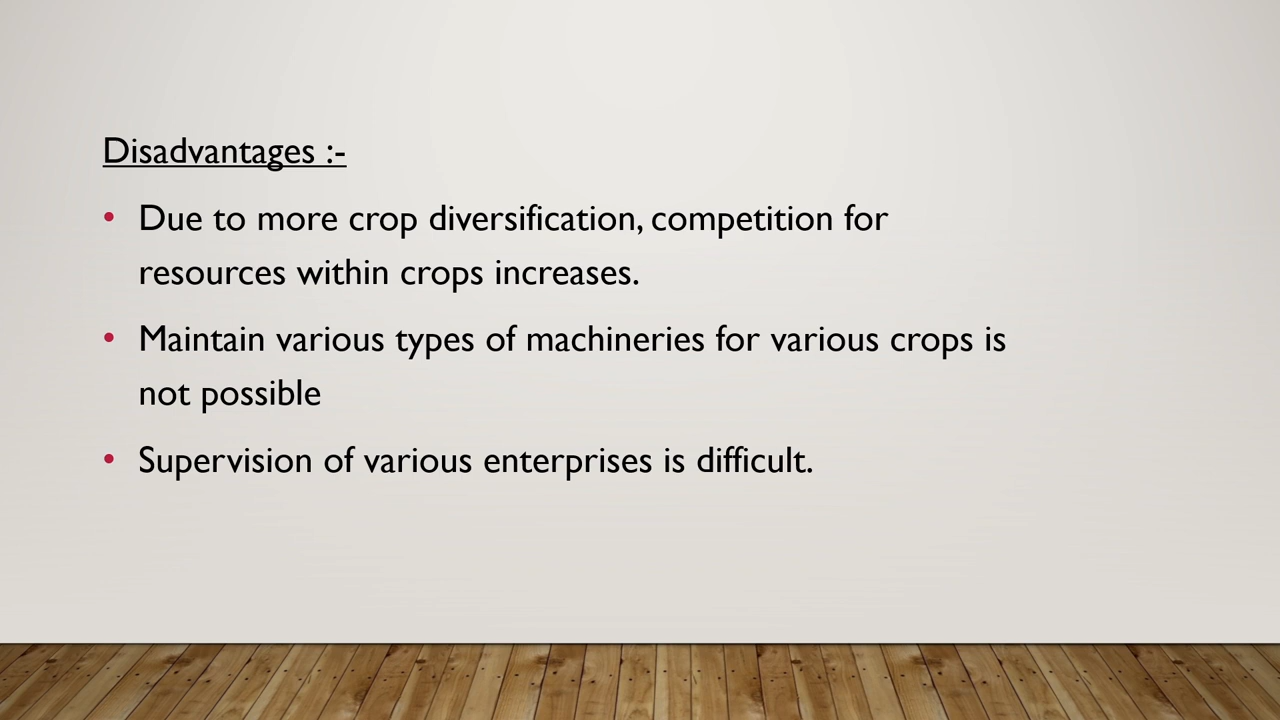 Disadvantages :-
• Due to more crop diversification, competition for
resources within crops increases.
• Maintain various types of machineries for various crops is
not possible
• Supervision of various enterprises is difficult.